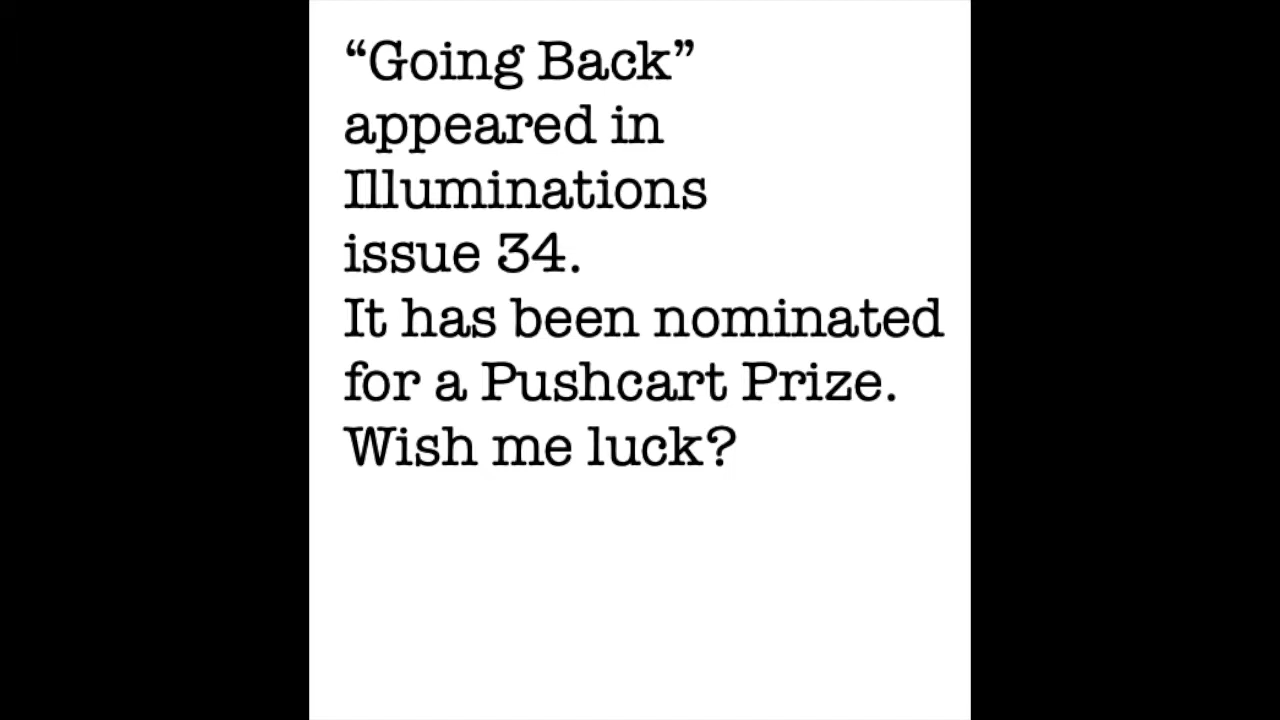 “Going Back”
appeared in
Illuminations
issue 34.
It has been nominated
for a Pushcart Prize.
Wish me luck?